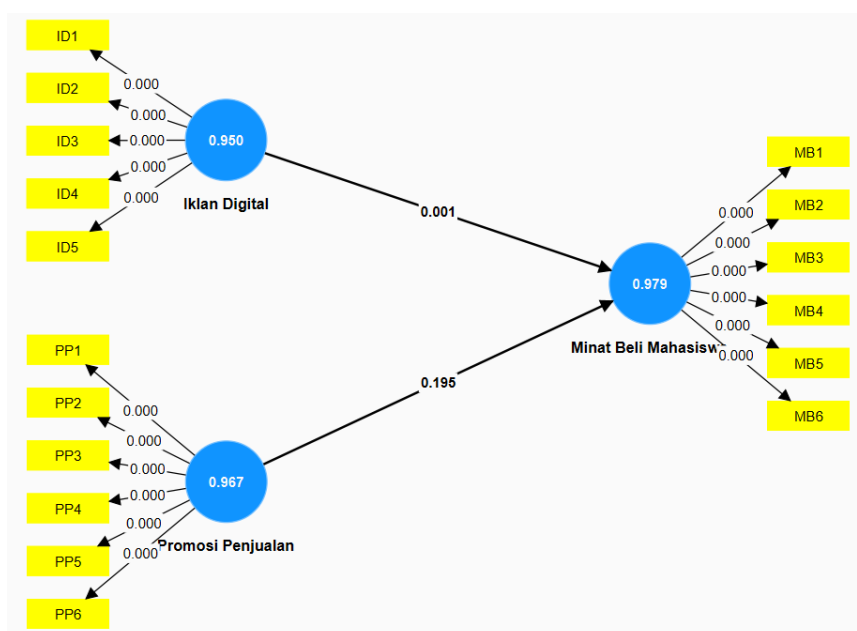 ID1
0.000
ID2
0.000
ID3
0.000
0.950
ID4
0.000
0.000
Iklan Digital
ID5
0.001
MB1
0.000
MB2
0.000
MB3
0.000
0.979
0.000
MB4
0.000
Minat Beli Mahasisw
0.000
MB5
MB6
0.195
PP1
0.000
PP2
0.000
PP3
0.000
0.967
0.000
PP4
0.000
0.000
Promosi Penjualan
PP5
PP6